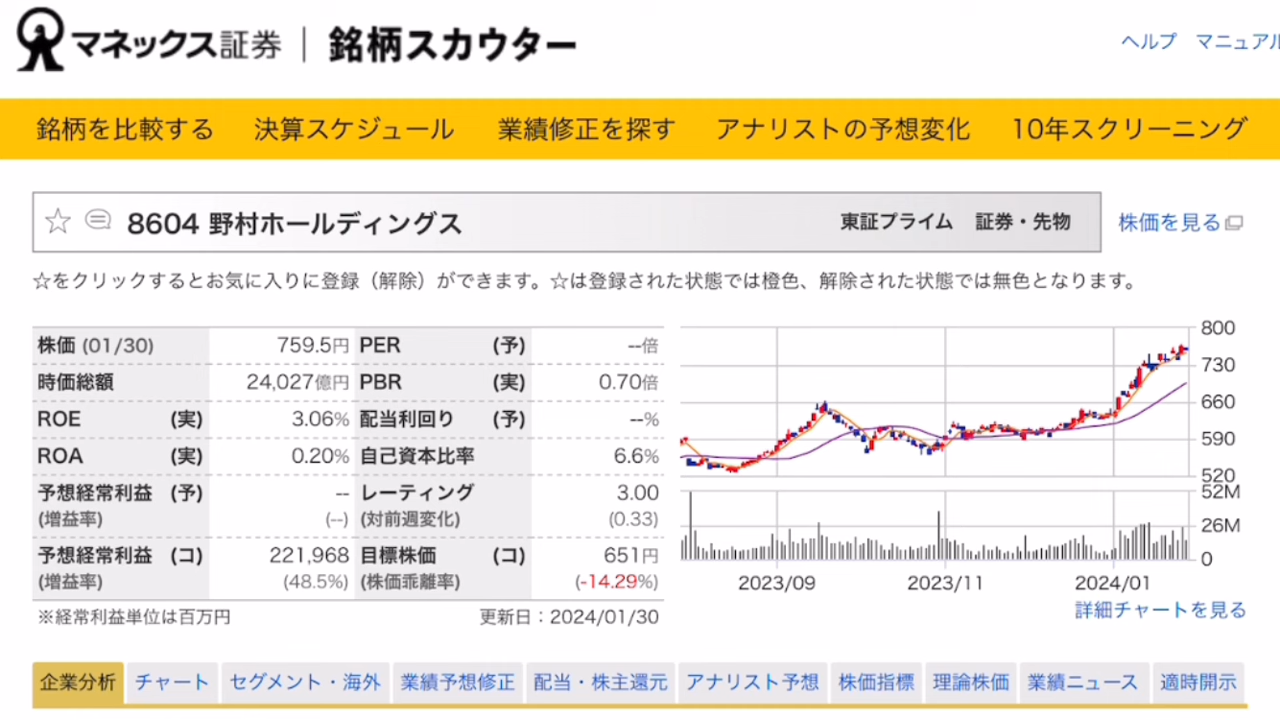 マネックス証券 | 銘柄スカウター
ヘルプ マニュアル
銘柄を比較する 決算スケジュール 業績修正を探す アナリストの予想変化 10年スクリーニング
☆ 8604 野村ホールディングス 東証プライム 証券・先物 株価を見る
☆をクリックするとお気に入りに登録（解除）ができます。☆は登録された状態では橙色、解除された状態では無色となります。
株価 (01/30) 759.5円 PER (予) --倍
時価総額 24,027億円 PBR (実) 0.70倍
ROE (実) 3.06% 配当利回り (予) --%
ROA (実) 0.20% 自己資本比率 6.6%
予想経常利益 (予) -- レーティング 3.00
(増益率) (--) (対前週変化) (0.33)
予想経常利益 (コ) 221,968 目標株価 (コ) 651円
(増益率) (48.5%) (株価乖離率) (-14.29%)
※経常利益単位は百万円 更新日：2024/01/30
800
730
660
590
520
52M
26M
0
2023/09 2023/11 2024/01
詳細チャートを見る
企業分析 チャート セグメント・海外 業績予想修正 配当・株主還元 アナリスト予想 株価指標 理論株価 業績ニュース 適時開示